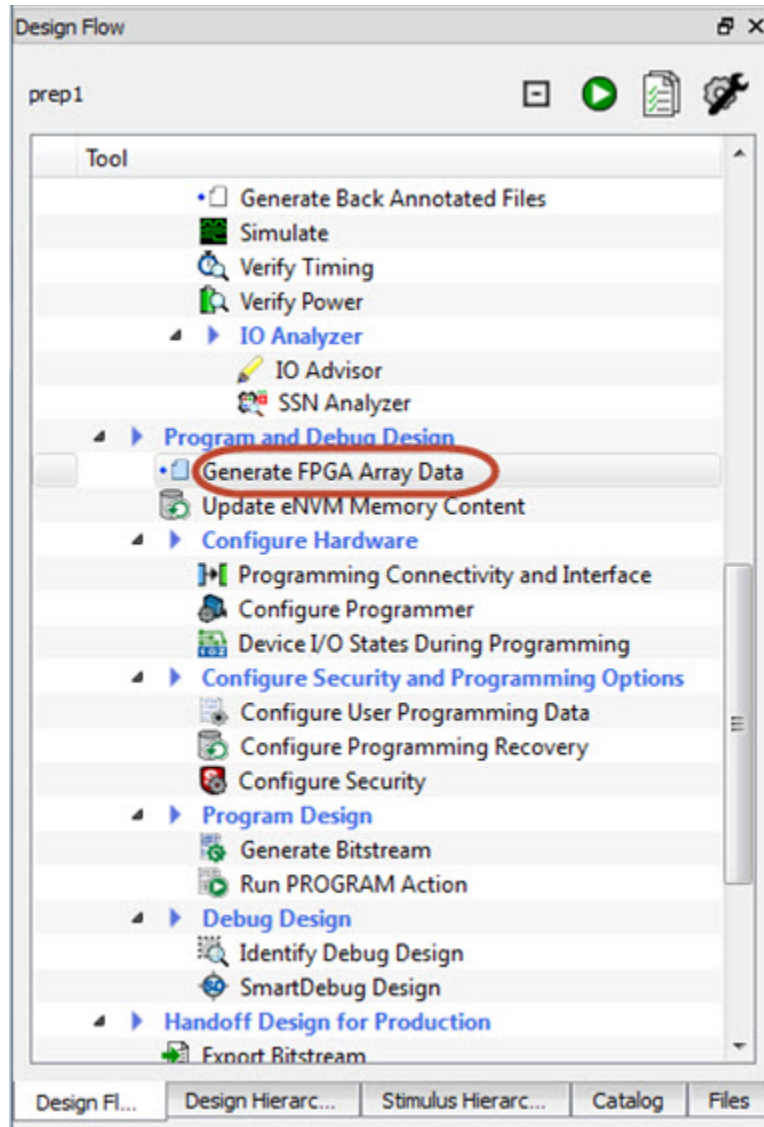 Design Flow
prep1
Tool
Generate Back Annotated Files
Simulate
Verify Timing
Verify Power
IO Analyzer
IO Advisor
SSN Analyzer
Program and Debug Design
Generate FPGA Array Data
Update eNVM Memory Content
Configure Hardware
Programming Connectivity and Interface
Configure Programmer
Device I/O States During Programming
Configure Security and Programming Options
Configure User Programming Data
Configure Programming Recovery
Configure Security
Program Design
Generate Bitstream
Run PROGRAM Action
Debug Design
Identify Debug Design
SmartDebug Design
Handoff Design for Production
Export Bitstream
Design Fl... Design Hierarc... Stimulus Hierarc... Catalog Files